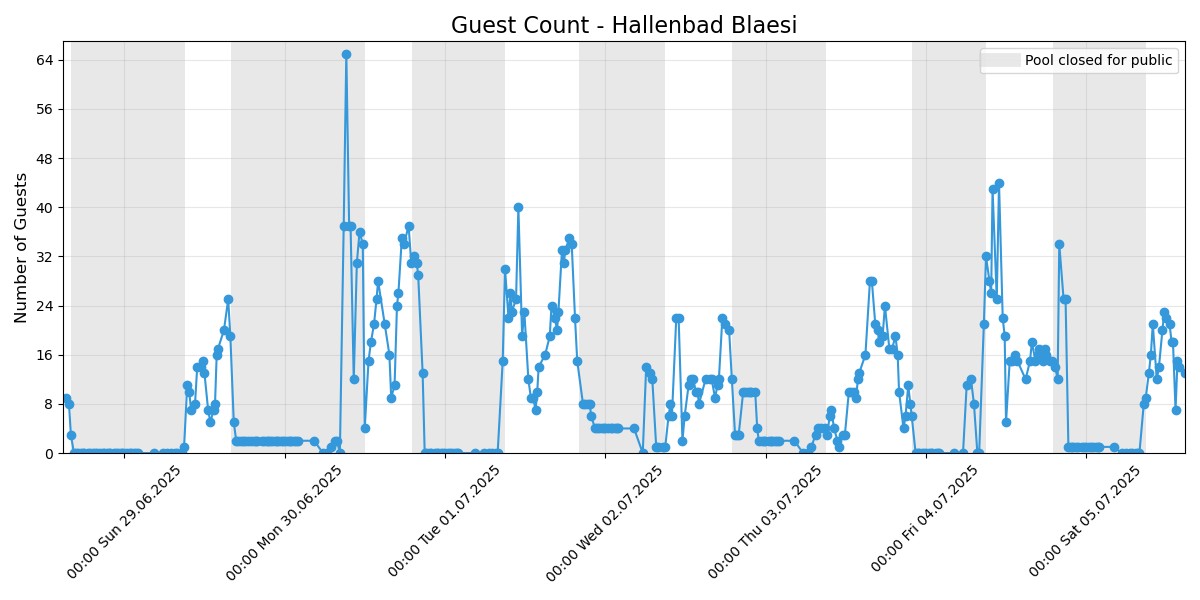 Guest Count - Hallenbad Blaesi
Pool closed for public
Number of Guests
64
56
48
40
32
24
16
8
0
00:00 Sun 29.06.2025
00:00 Mon 30.06.2025
00:00 Tue 01.07.2025
00:00 Wed 02.07.2025
00:00 Thu 03.07.2025
00:00 Fri 04.07.2025
00:00 Sat 05.07.2025